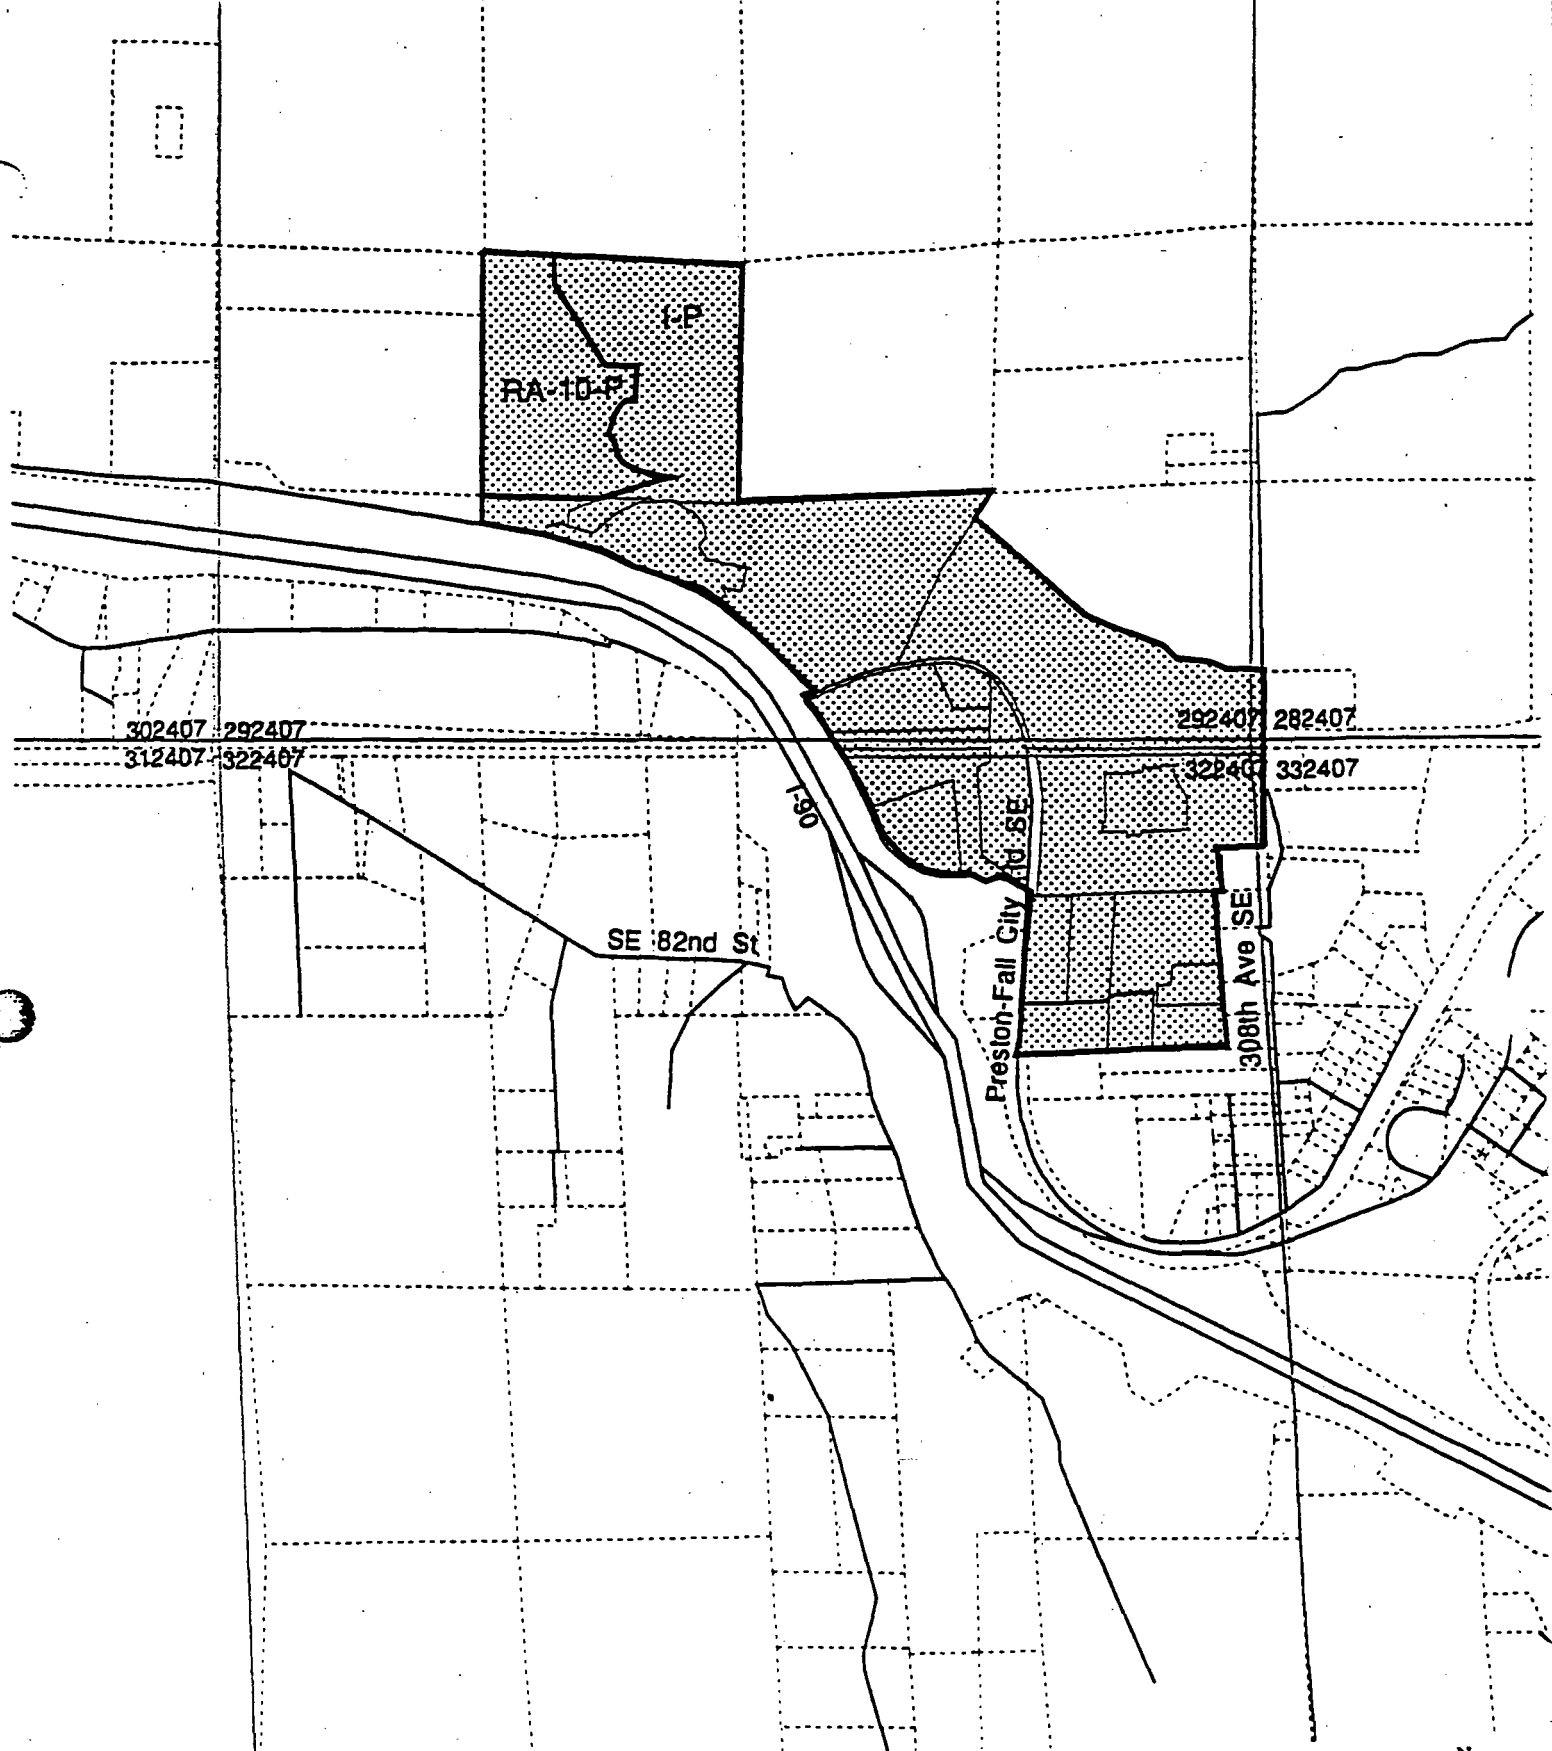 I-P
RA-10-P
302407 292407
292407 282407
312407 322407
322407 332407
I-90
Preston-Fall City Rd SE
SE 82nd St
308th Ave SE